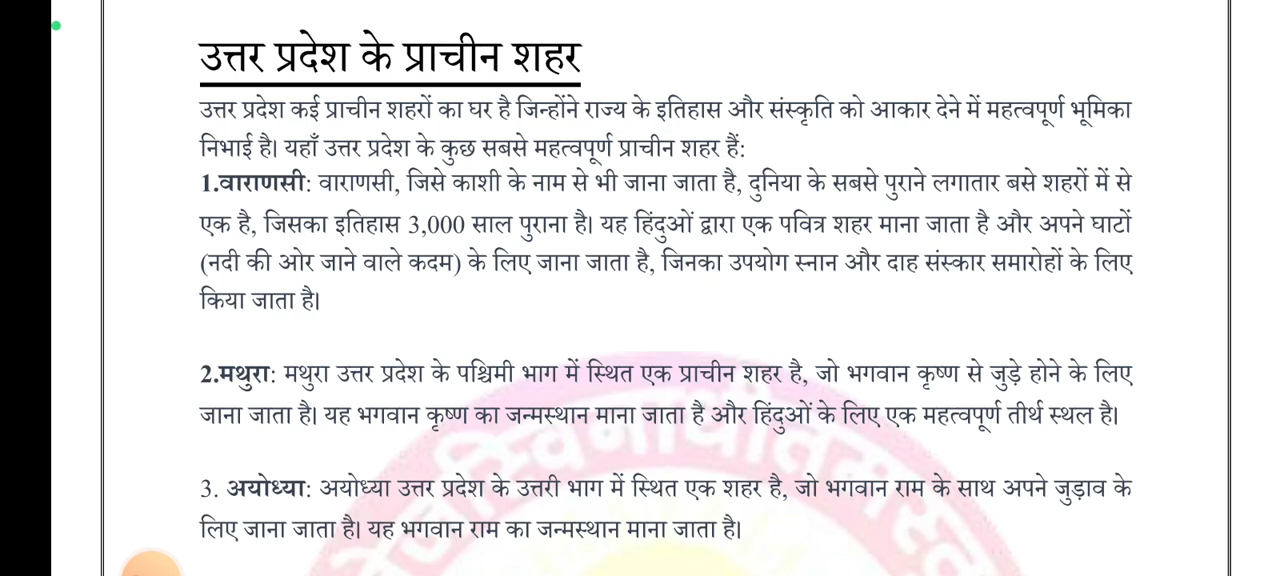 उत्तर प्रदेश के प्राचीन शहर
उत्तर प्रदेश कई प्राचीन शहरों का घर है जिन्होंने राज्य के इतिहास और संस्कृति को आकार देने में महत्वपूर्ण भूमिका
निभाई है। यहाँ उत्तर प्रदेश के कुछ सबसे महत्वपूर्ण प्राचीन शहर हैं:
1.वाराणसी: वाराणसी, जिसे काशी के नाम से भी जाना जाता है, दुनिया के सबसे पुराने लगातार बसे शहरों में से
एक है, जिसका इतिहास 3,000 साल पुराना है। यह हिंदुओं द्वारा एक पवित्र शहर माना जाता है और अपने घाटों
(नदी की ओर जाने वाले कदम) के लिए जाना जाता है, जिनका उपयोग स्नान और दाह संस्कार समारोहों के लिए
किया जाता है।
2.मथुरा: मथुरा उत्तर प्रदेश के पश्चिमी भाग में स्थित एक प्राचीन शहर है, जो भगवान कृष्ण से जुड़े होने के लिए
जाना जाता है। यह भगवान कृष्ण का जन्मस्थान माना जाता है और हिंदुओं के लिए एक महत्वपूर्ण तीर्थ स्थल है।
3. अयोध्या: अयोध्या उत्तर प्रदेश के उत्तरी भाग में स्थित एक शहर है, जो भगवान राम के साथ अपने जुड़ाव के
लिए जाना जाता है। यह भगवान राम का जन्मस्थान माना जाता है।